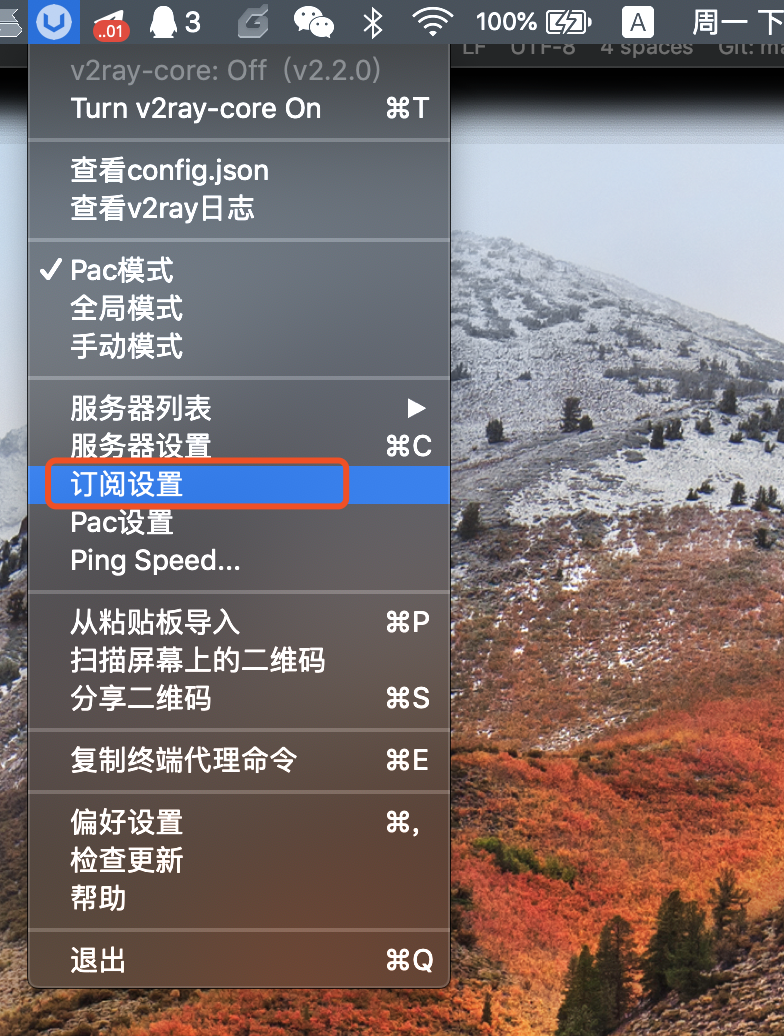 ..01
3
100%
A
周一 下
LF UTF-8 4 spaces Git: ma
v2ray-core: Off (v2.2.0)
Turn v2ray-core On ⌘T
查看config.json
查看v2ray日志
✓ Pac模式
全局模式
手动模式
服务器列表 ▶
服务器设置 ⌘C
订阅设置
Pac设置
Ping Speed...
从粘贴板导入 ⌘P
扫描屏幕上的二维码
分享二维码 ⌘S
复制终端代理命令 ⌘E
偏好设置 ⌘,
检查更新
帮助
退出 ⌘Q